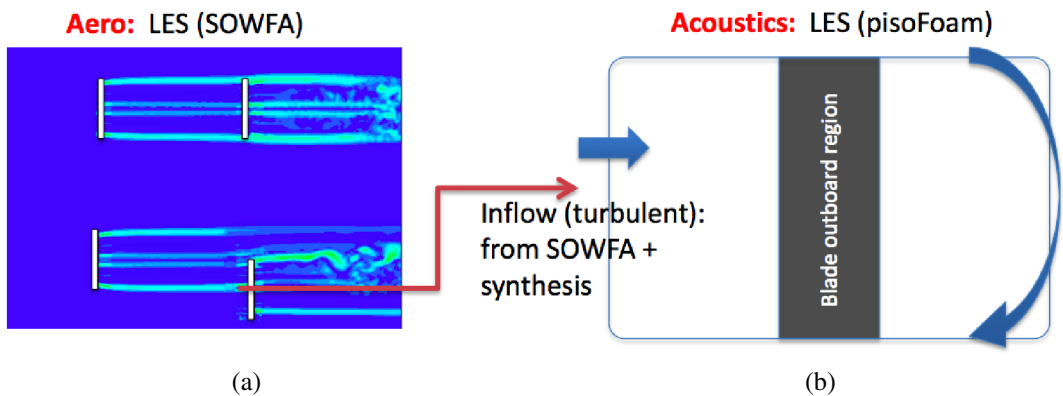 Aero: LES (SOWFA)
Acoustics: LES (pisoFoam)
Blade outboard region
Inflow (turbulent):
from SOWFA +
synthesis
(a)
(b)